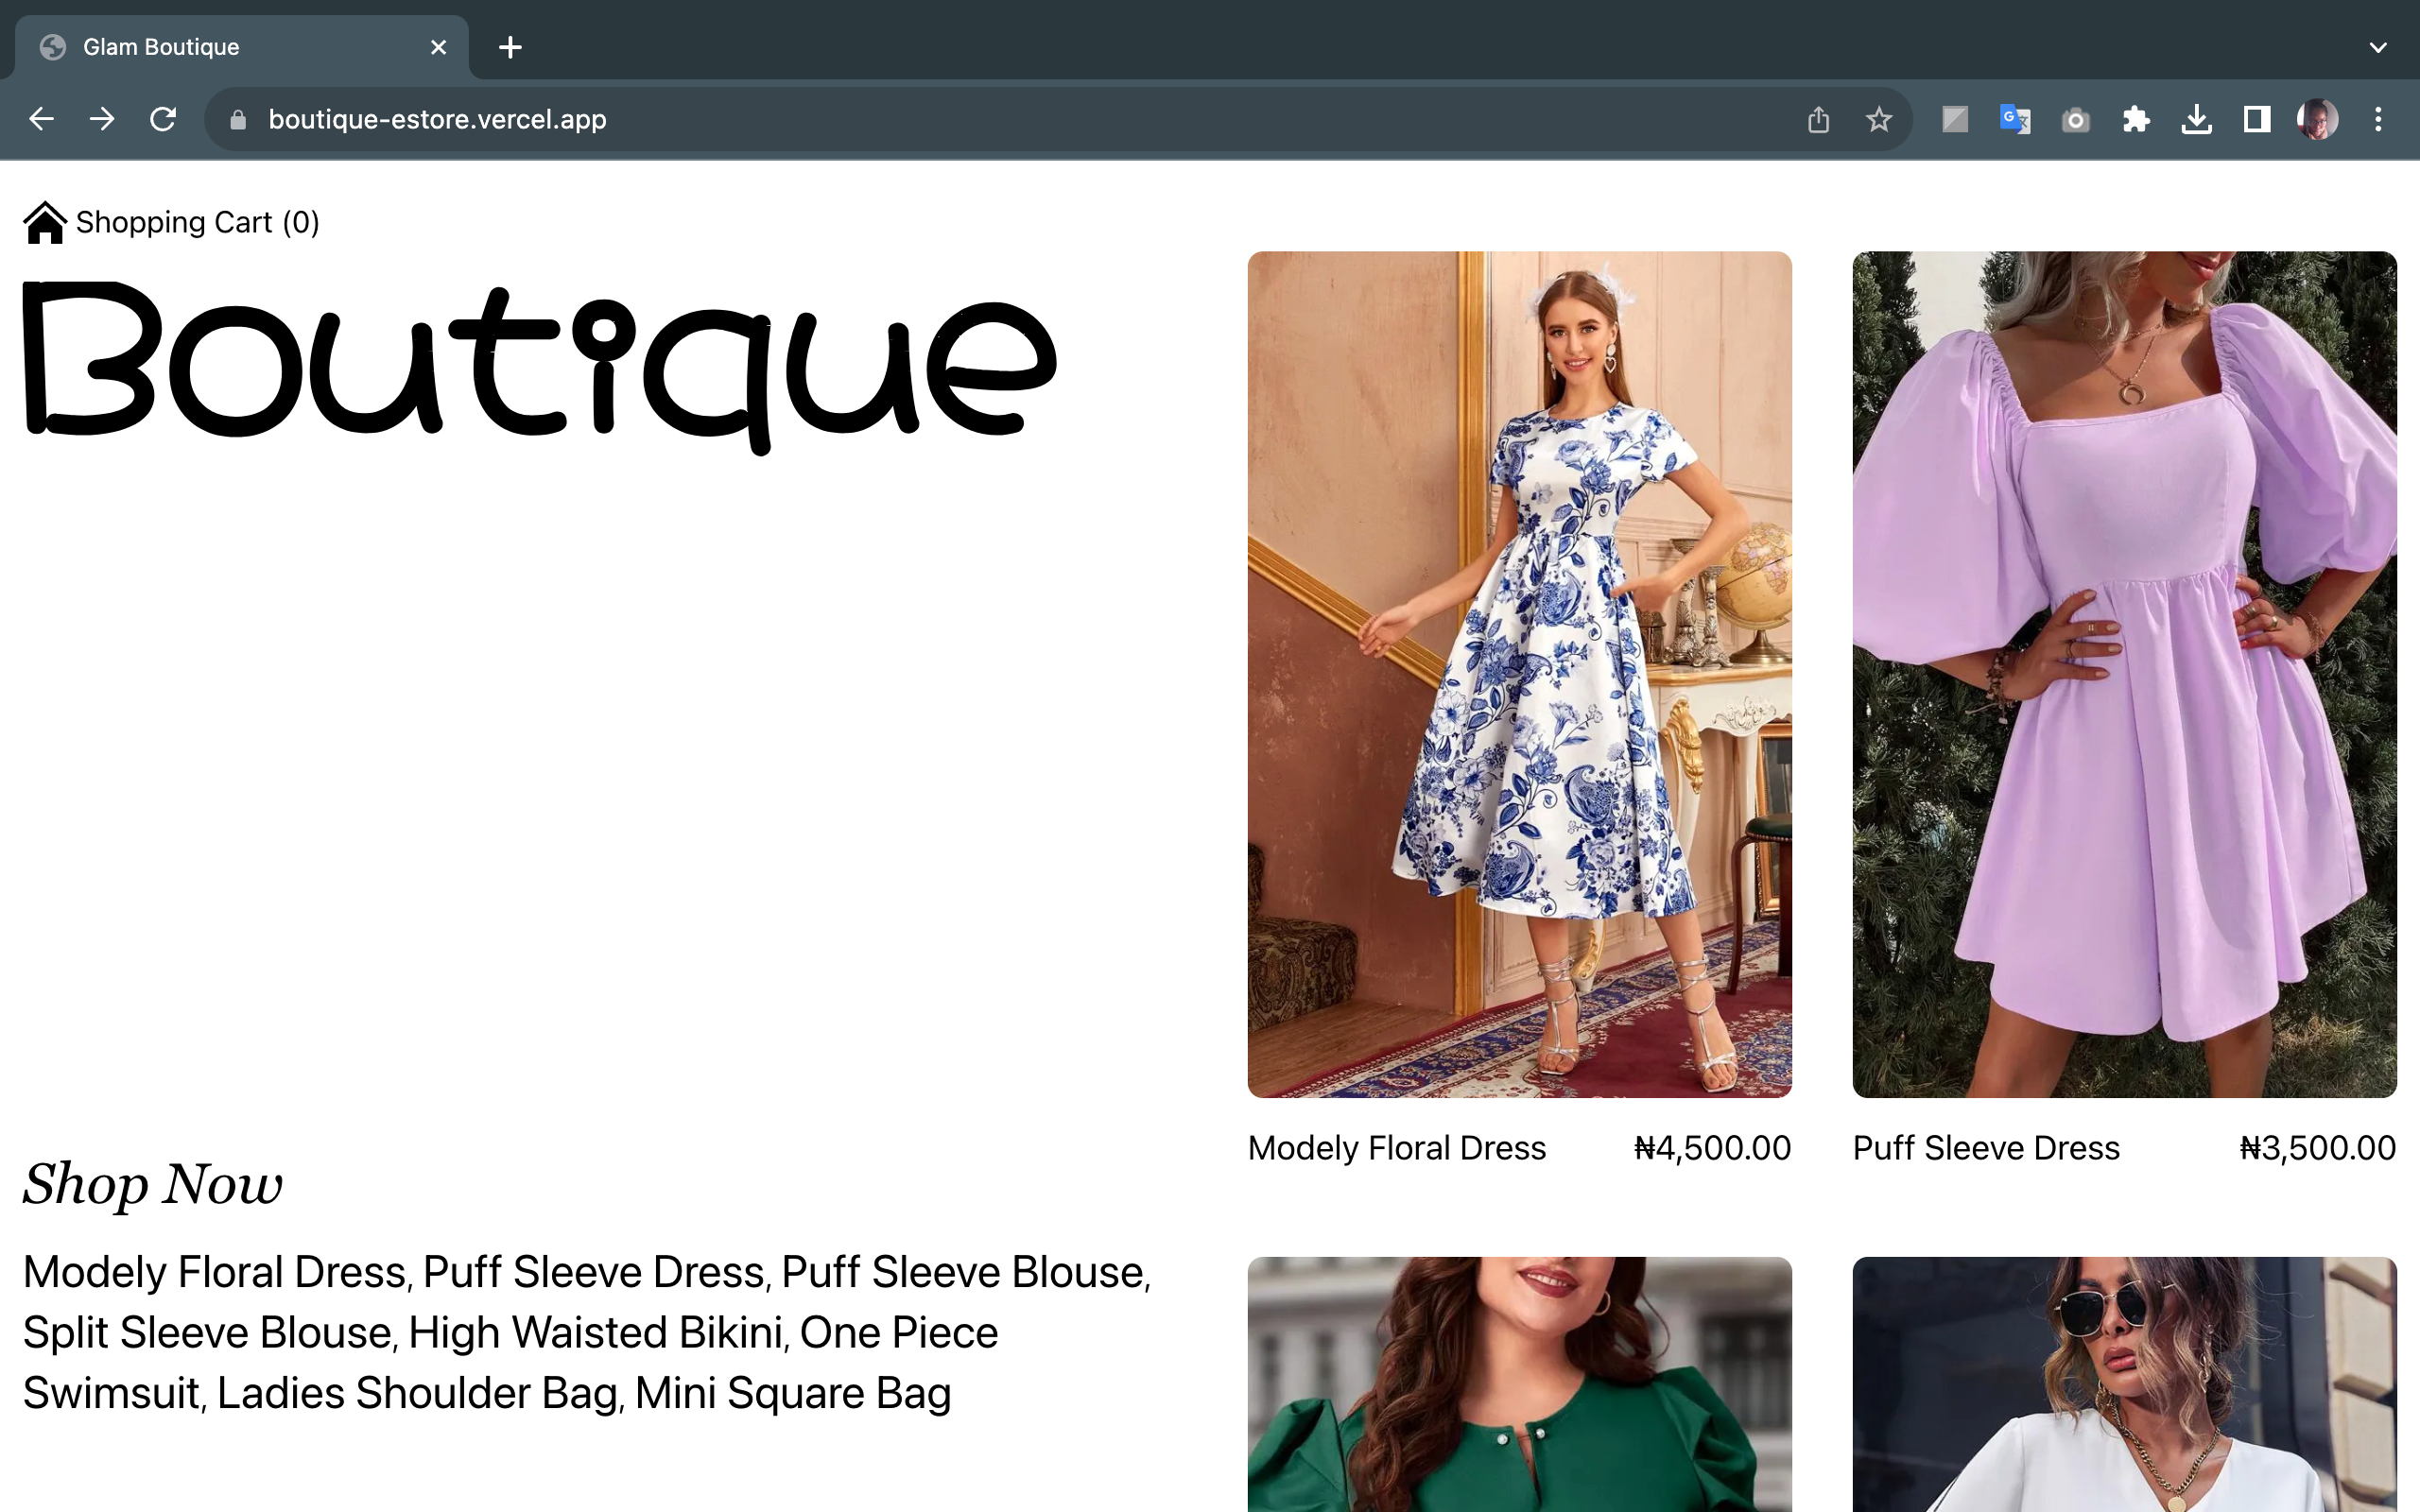 Glam Boutique
boutique-estore.vercel.app
Shopping Cart (0)
Boutique
Modely Floral Dress ₦4,500.00
Puff Sleeve Dress ₦3,500.00
Shop Now
Modely Floral Dress, Puff Sleeve Dress, Puff Sleeve Blouse,
Split Sleeve Blouse, High Waisted Bikini, One Piece
Swimsuit, Ladies Shoulder Bag, Mini Square Bag